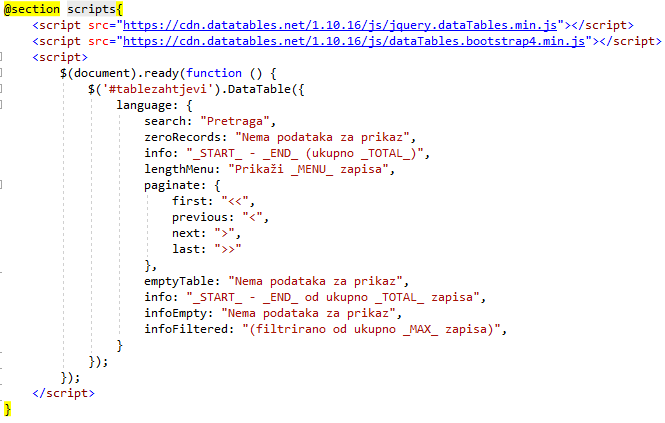 @section scripts{
<script src="https://cdn.datatables.net/1.10.16/js/jquery.dataTables.min.js"></script>
<script src="https://cdn.datatables.net/1.10.16/js/dataTables.bootstrap4.min.js"></script>
<script>
$(document).ready(function () {
$('#tablezahtjevi').DataTable({
language: {
search: "Pretraga",
zeroRecords: "Nema podataka za prikaz",
info: "_START_ - _END_ (ukupno _TOTAL_)",
lengthMenu: "Prikaži _MENU_ zapisa",
paginate: {
first: "<<",
previous: "<",
next: ">",
last: ">>"
},
emptyTable: "Nema podataka za prikaz",
info: "_START_ - _END_ od ukupno _TOTAL_ zapisa",
infoEmpty: "Nema podataka za prikaz",
infoFiltered: "(filtrirano od ukupno _MAX_ zapisa)",
}
});
});
</script>
}